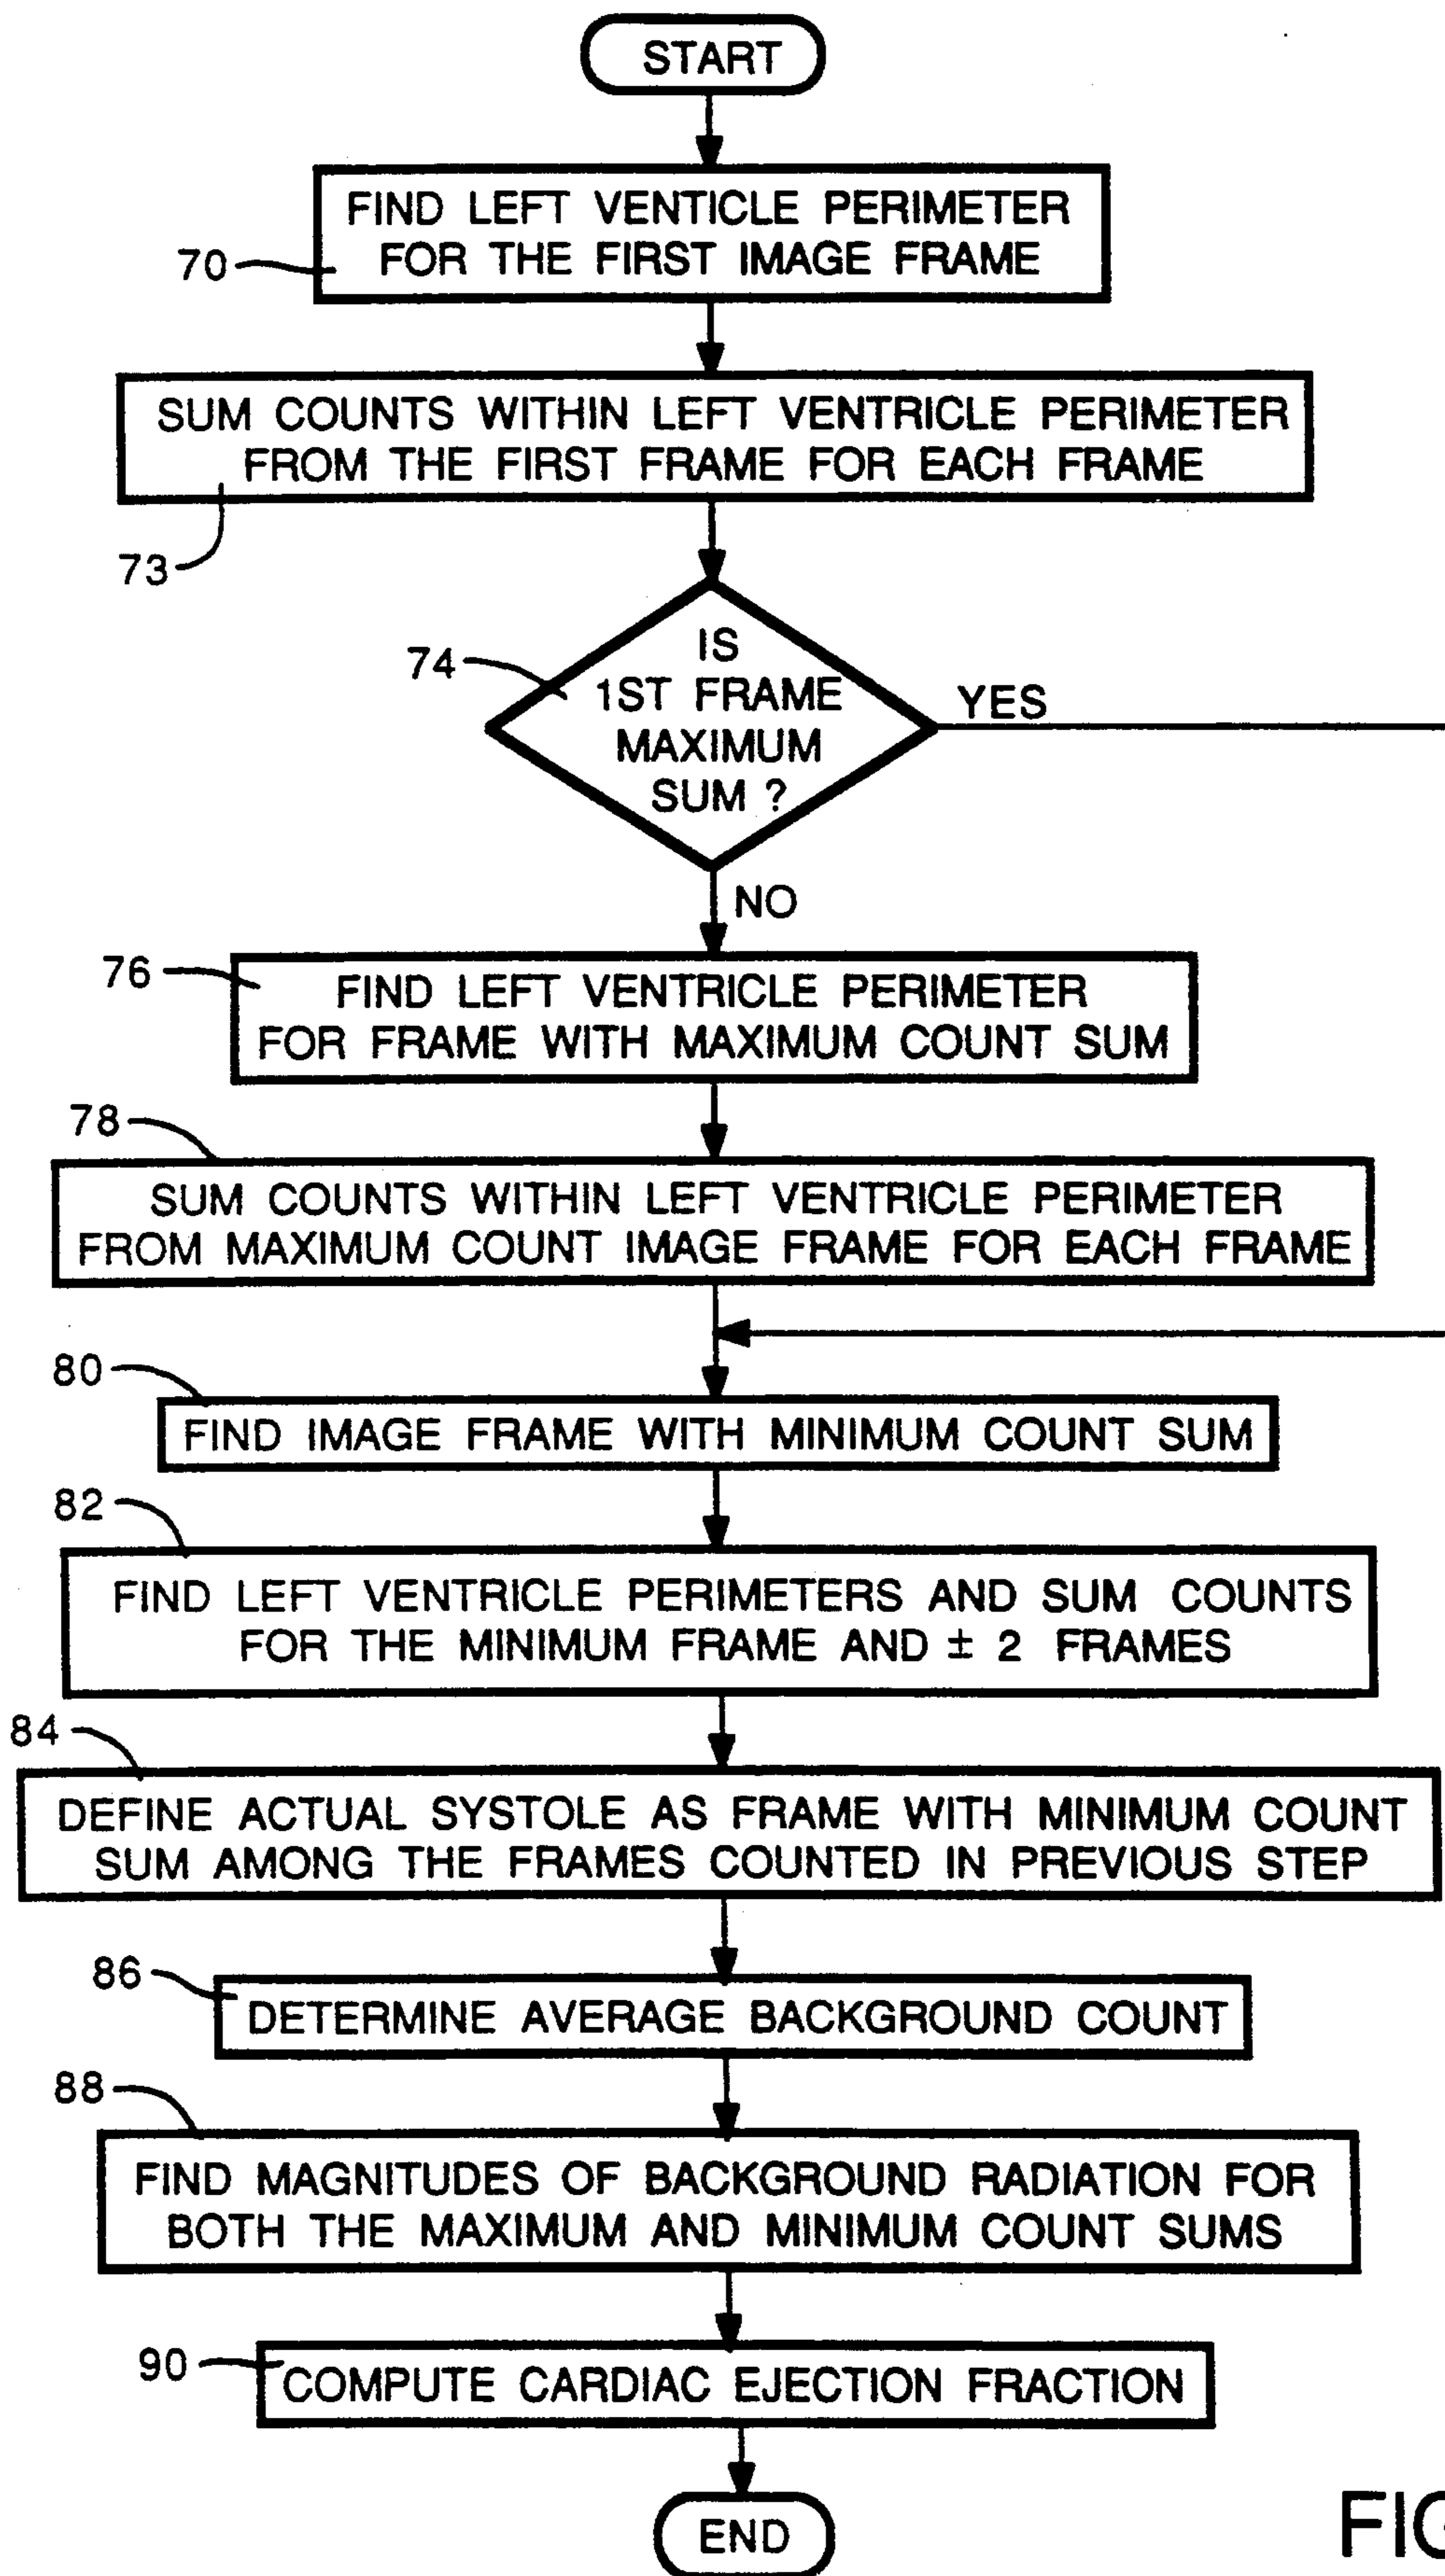 START
FIND LEFT VENTICLE PERIMETER
FOR THE FIRST IMAGE FRAME
70
SUM COUNTS WITHIN LEFT VENTRICLE PERIMETER
FROM THE FIRST FRAME FOR EACH FRAME
73
74
IS
1ST FRAME
MAXIMUM
SUM ?
YES
NO
76
FIND LEFT VENTRICLE PERIMETER
FOR FRAME WITH MAXIMUM COUNT SUM
78
SUM COUNTS WITHIN LEFT VENTRICLE PERIMETER
FROM MAXIMUM COUNT IMAGE FRAME FOR EACH FRAME
80
FIND IMAGE FRAME WITH MINIMUM COUNT SUM
82
FIND LEFT VENTRICLE PERIMETERS AND SUM COUNTS
FOR THE MINIMUM FRAME AND ± 2 FRAMES
84
DEFINE ACTUAL SYSTOLE AS FRAME WITH MINIMUM COUNT
SUM AMONG THE FRAMES COUNTED IN PREVIOUS STEP
86
DETERMINE AVERAGE BACKGROUND COUNT
88
FIND MAGNITUDES OF BACKGROUND RADIATION FOR
BOTH THE MAXIMUM AND MINIMUM COUNT SUMS
90
COMPUTE CARDIAC EJECTION FRACTION
END
FIG